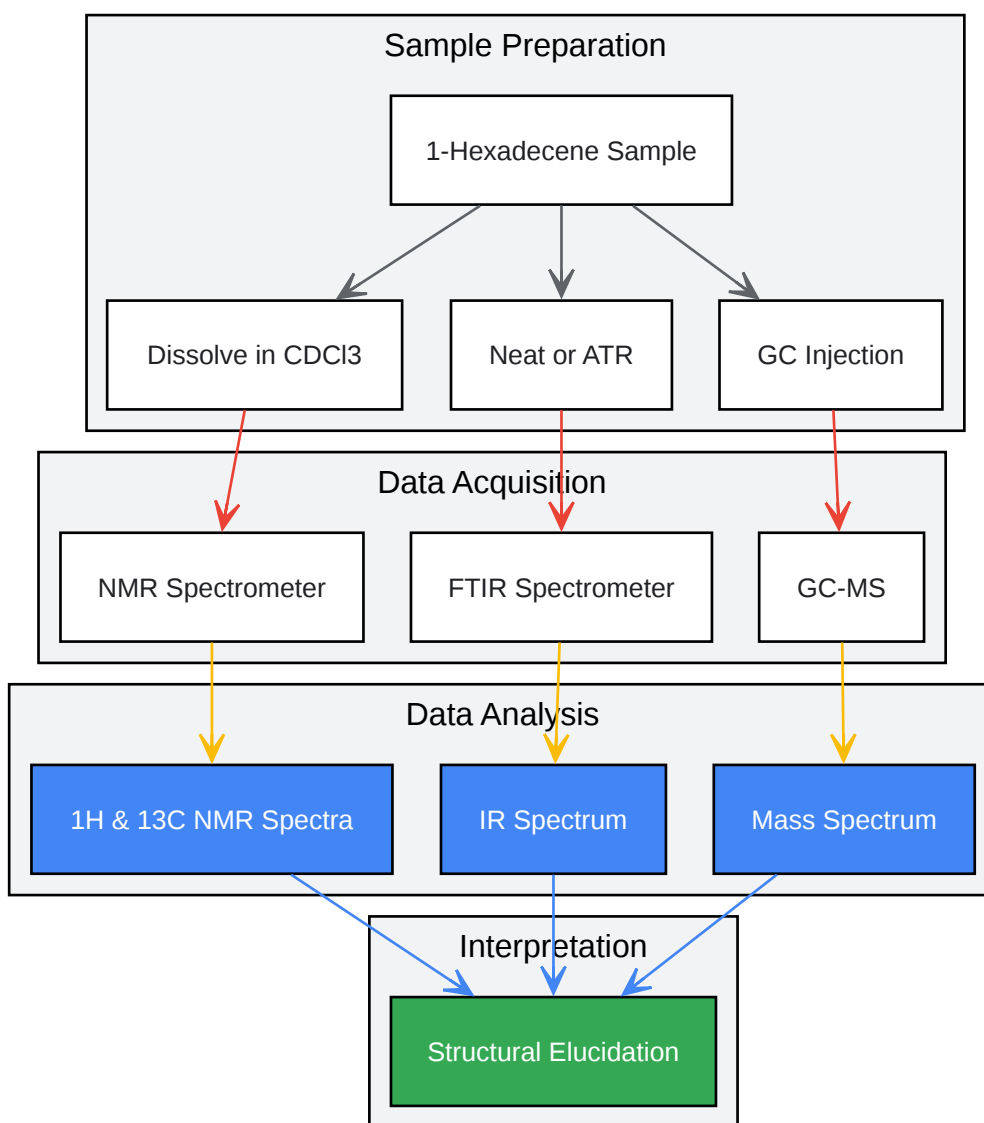 Sample Preparation
1-Hexadecene Sample
Dissolve in CDCl3
Neat or ATR
GC Injection
Data Acquisition
NMR Spectrometer
FTIR Spectrometer
GC-MS
Data Analysis
1H & 13C NMR Spectra
IR Spectrum
Mass Spectrum
Interpretation
Structural Elucidation